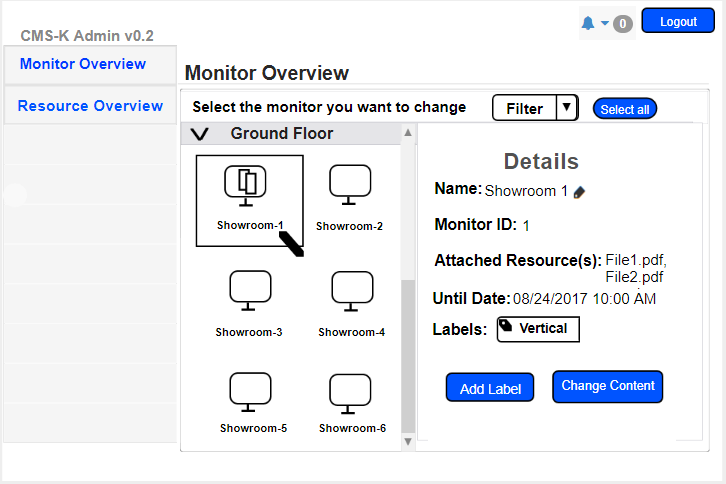 CMS-K Admin v0.2
0
Logout
Monitor Overview
Resource Overview
Monitor Overview
Select the monitor you want to change
Filter
Select all
Ground Floor
Showroom-1
Showroom-2
Showroom-3
Showroom-4
Showroom-5
Showroom-6
Details
Name: Showroom 1
Monitor ID: 1
Attached Resource(s): File1.pdf,
File2.pdf
Until Date: 08/24/2017 10:00 AM
Labels: Vertical
Add Label
Change Content